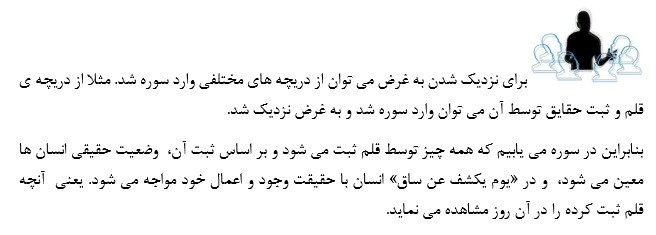 برای نزدیک شدن به غرض می توان از دریچه های مختلفی وارد سوره شد. مثلا از دریچه ی
قلم و ثبت حقایق توسط آن می توان وارد سوره شد و به غرض نزدیک شد.
بنابراین در سوره می یابیم که همه چیز توسط قلم ثبت می شود و بر اساس ثبت آن، وضعیت حقیقی انسان ها
معین می شود، و در «یوم یکشف عن ساق» انسان با حقیقت وجود و اعمال خود مواجه می شود. یعنی آنچه
قلم ثبت کرده را در آن روز مشاهده می نماید.